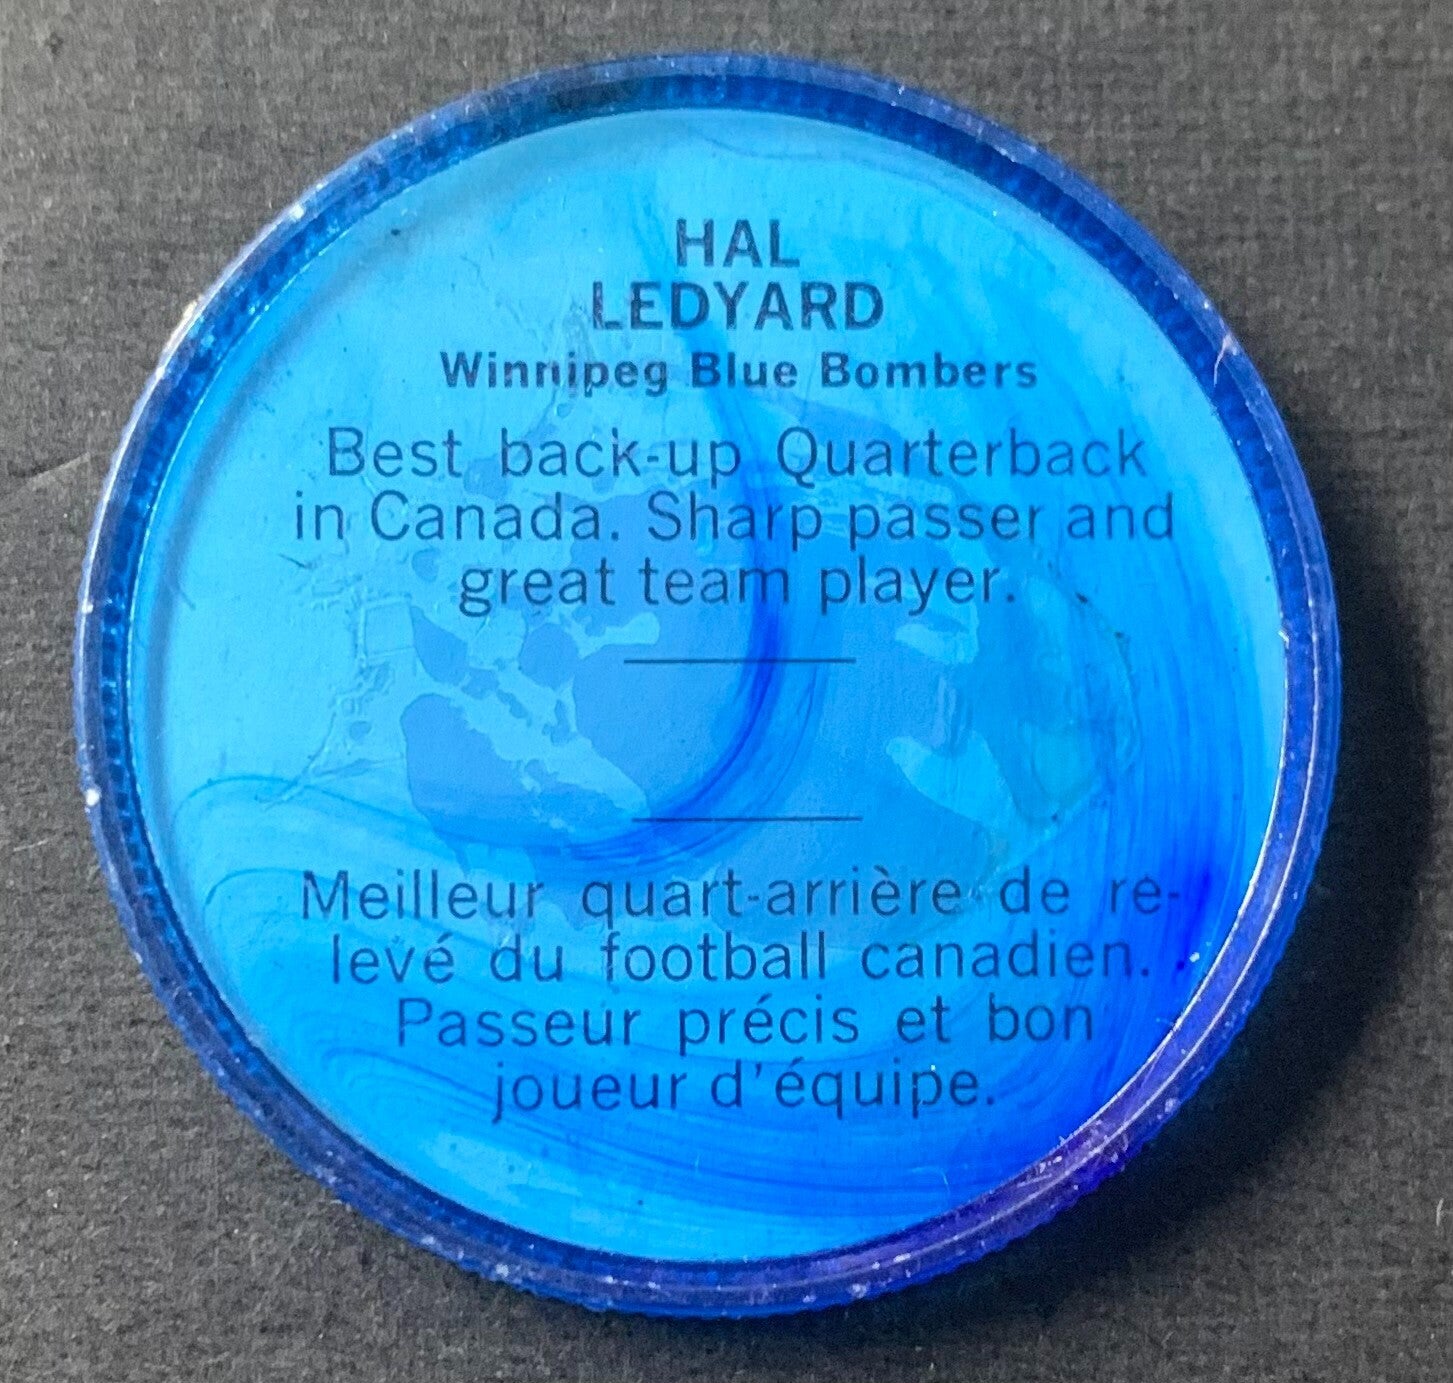 HAL
LEDYARD
Winnipeg Blue Bombers
Best back-up Quarterback
in Canada. Sharp passer and
great team player.
Meilleur quart-arrière de re-
levé du football canadien.
Passeur précis et bon
joueur d'équipe.